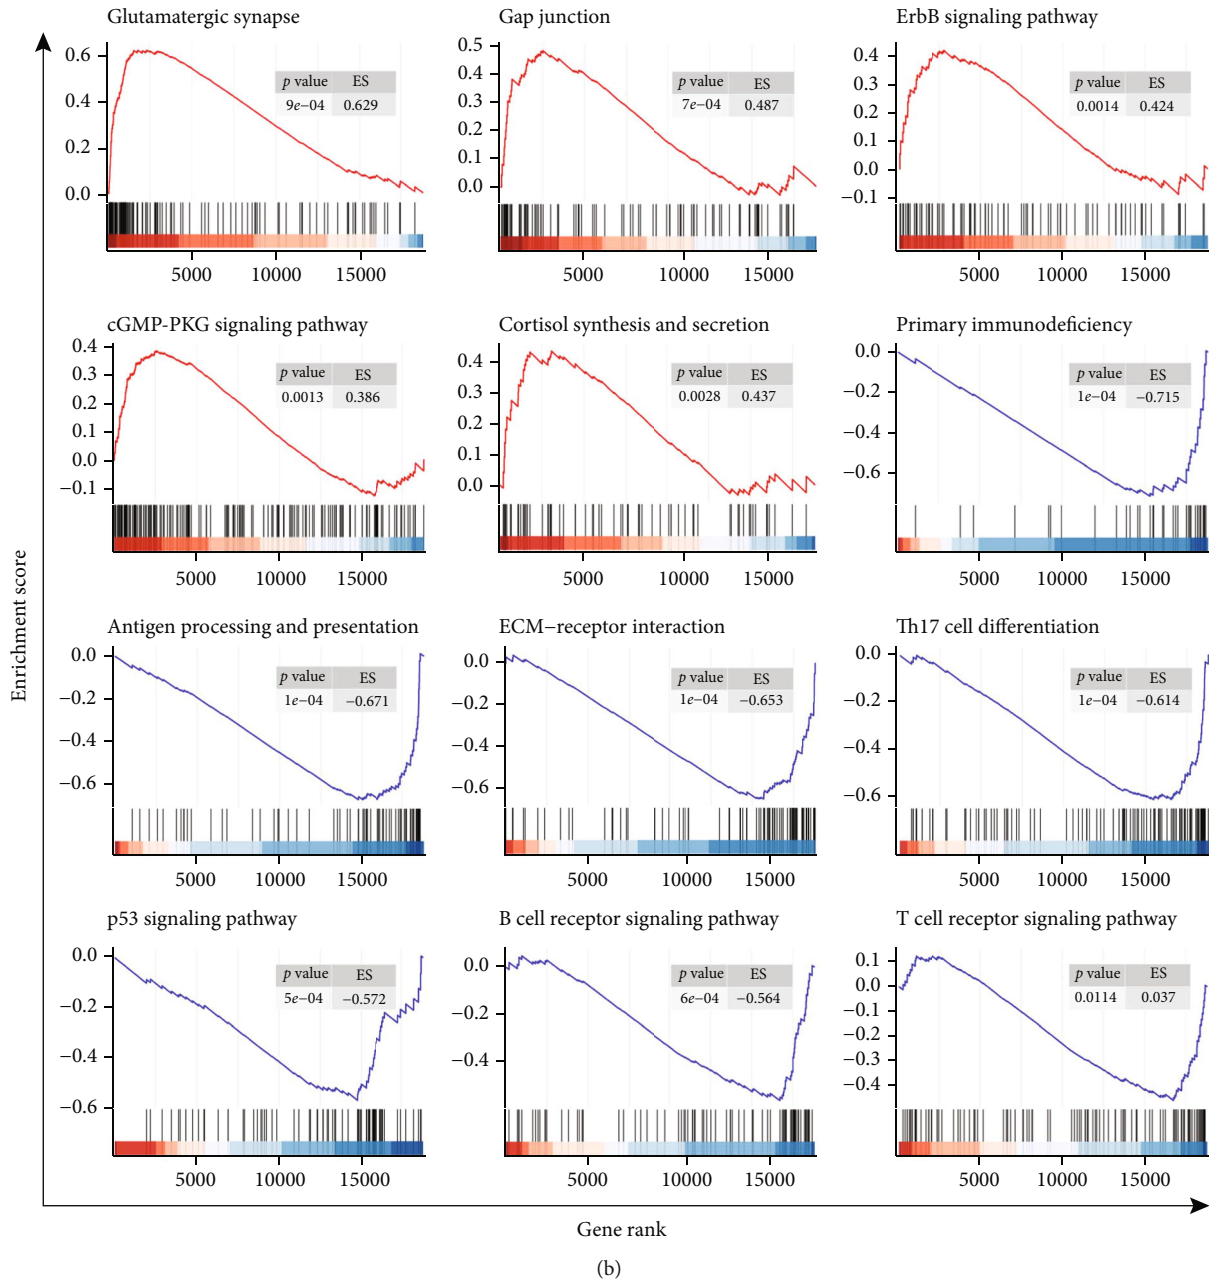 Glutamatergic synapse
0.6
0.4
0.2
0.0
p value ES
9e−04 0.629
5000 10000 15000
Gap junction
0.5
0.4
0.3
0.2
0.1
0.0
p value ES
7e−04 0.487
5000 10000 15000
ErbB signaling pathway
0.4
0.3
0.2
0.1
0.0
−0.1
p value ES
0.0014 0.424
5000 10000 15000
cGMP-PKG signaling pathway
0.4
0.3
0.2
0.1
0.0
−0.1
p value ES
0.0013 0.386
5000 10000 15000
Cortisol synthesis and secretion
0.4
0.3
0.2
0.1
0.0
p value ES
0.0028 0.437
5000 10000 15000
Primary immunodeficiency
0.0
−0.2
−0.4
−0.6
p value ES
1e−04 −0.715
5000 10000 15000
Antigen processing and presentation
0.0
−0.2
−0.4
−0.6
p value ES
1e−04 −0.671
5000 10000 15000
ECM−receptor interaction
0.0
−0.2
−0.4
−0.6
p value ES
1e−04 −0.653
5000 10000 15000
Th17 cell differentiation
0.0
−0.2
−0.4
−0.6
p value ES
1e−04 −0.614
5000 10000 15000
p53 signaling pathway
0.0
−0.2
−0.4
−0.6
p value ES
5e−04 −0.572
5000 10000 15000
B cell receptor signaling pathway
0.0
−0.2
−0.4
p value ES
6e−04 −0.564
5000 10000 15000
T cell receptor signaling pathway
0.1
0.0
−0.1
−0.2
−0.3
−0.4
p value ES
0.0114 0.037
5000 10000 15000
Enrichment score
Gene rank
(b)